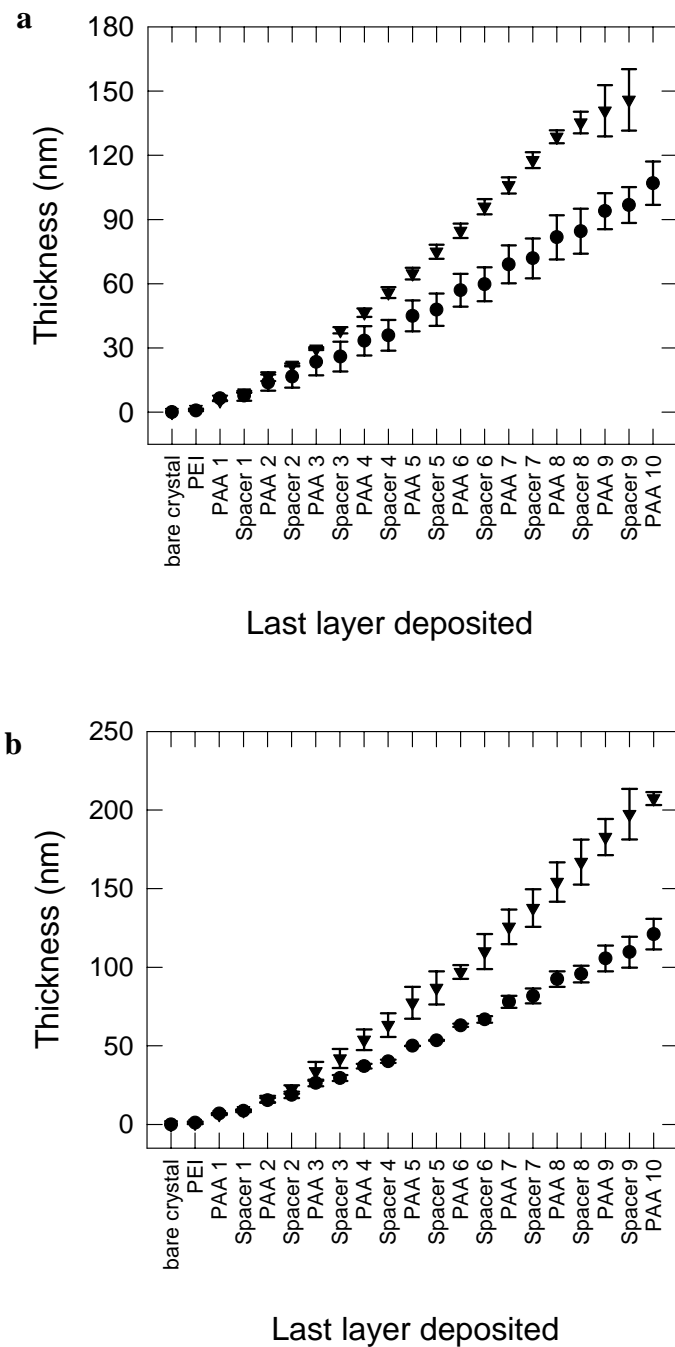 a
180
150
120
90
60
30
0
Thickness (nm)
bare crystal
PEI
PAA 1
Spacer 1
PAA 2
Spacer 2
PAA 3
Spacer 3
PAA 4
Spacer 4
PAA 5
Spacer 5
PAA 6
Spacer 6
PAA 7
Spacer 7
PAA 8
Spacer 8
PAA 9
Spacer 9
PAA 10
Last layer deposited
b
250
200
150
100
50
0
Thickness (nm)
bare crystal
PEI
PAA 1
Spacer 1
PAA 2
Spacer 2
PAA 3
Spacer 3
PAA 4
Spacer 4
PAA 5
Spacer 5
PAA 6
Spacer 6
PAA 7
Spacer 7
PAA 8
Spacer 8
PAA 9
Spacer 9
PAA 10
Last layer deposited